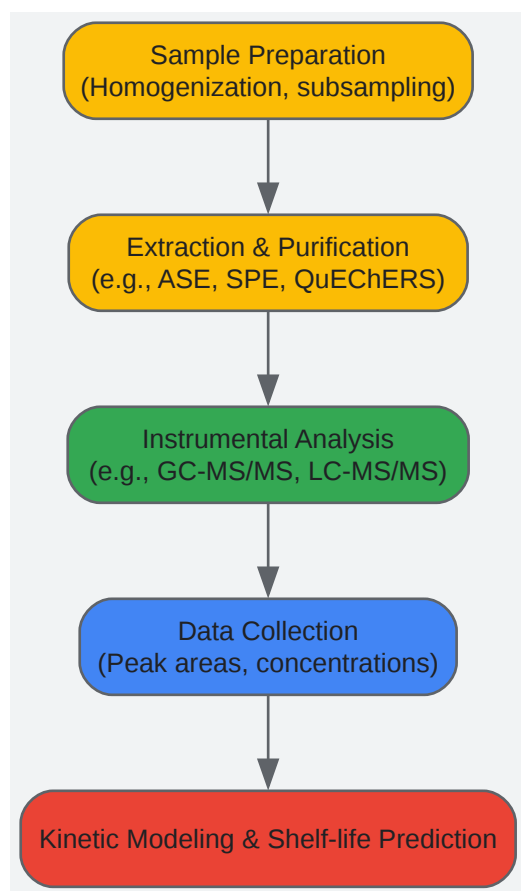 Sample Preparation
(Homogenization, subsampling)
Extraction & Purification
(e.g., ASE, SPE, QuEChERS)
Instrumental Analysis
(e.g., GC-MS/MS, LC-MS/MS)
Data Collection
(Peak areas, concentrations)
Kinetic Modeling & Shelf-life Prediction